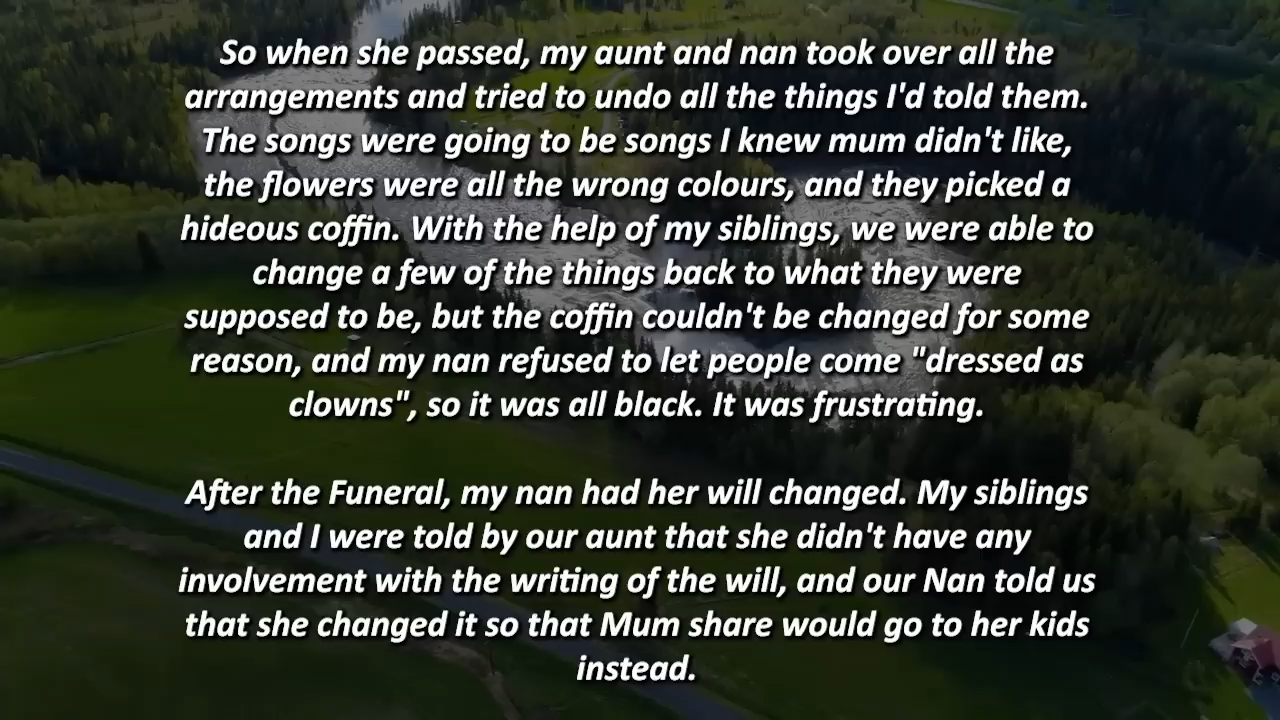 So when she passed, my aunt and nan took over all the
arrangements and tried to undo all the things I'd told them.
The songs were going to be songs I knew mum didn't like,
the flowers were all the wrong colours, and they picked a
hideous coffin. With the help of my siblings, we were able to
change a few of the things back to what they were
supposed to be, but the coffin couldn't be changed for some
reason, and my nan refused to let people come "dressed as
clowns", so it was all black. It was frustrating.
After the Funeral, my nan had her will changed. My siblings
and I were told by our aunt that she didn't have any
involvement with the writing of the will, and our Nan told us
that she changed it so that Mum share would go to her kids
instead.